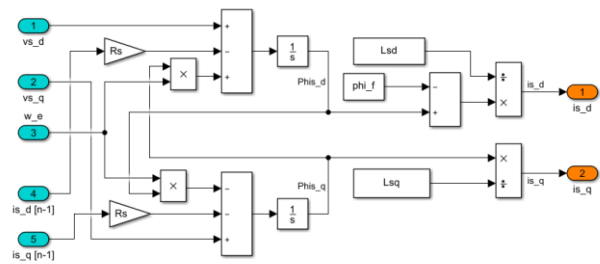 1
vs_d
2
vs_q
w_e
3
4
is_d [n-1]
5
is_q [n-1]
Rs
×
+
−
+
1
s
Phis_d
Lsd
phi_f
−
+
÷
×
is_d
1
is_d
×
Rs
−
−
+
1
s
Phis_q
Lsq
×
÷
is_q
2
is_q